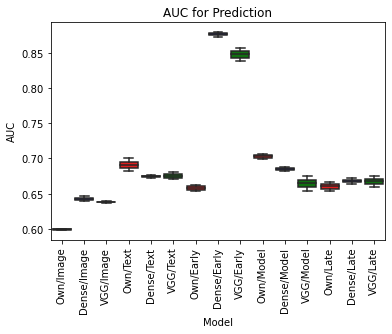 AUC for Prediction
AUC
0.85
0.80
0.75
0.70
0.65
0.60
Own/Image
Dense/Image
VGG/Image
Own/Text
Dense/Text
VGG/Text
Own/Early
Dense/Early
VGG/Early
Own/Model
Dense/Model
VGG/Model
Own/Late
Dense/Late
VGG/Late
Model